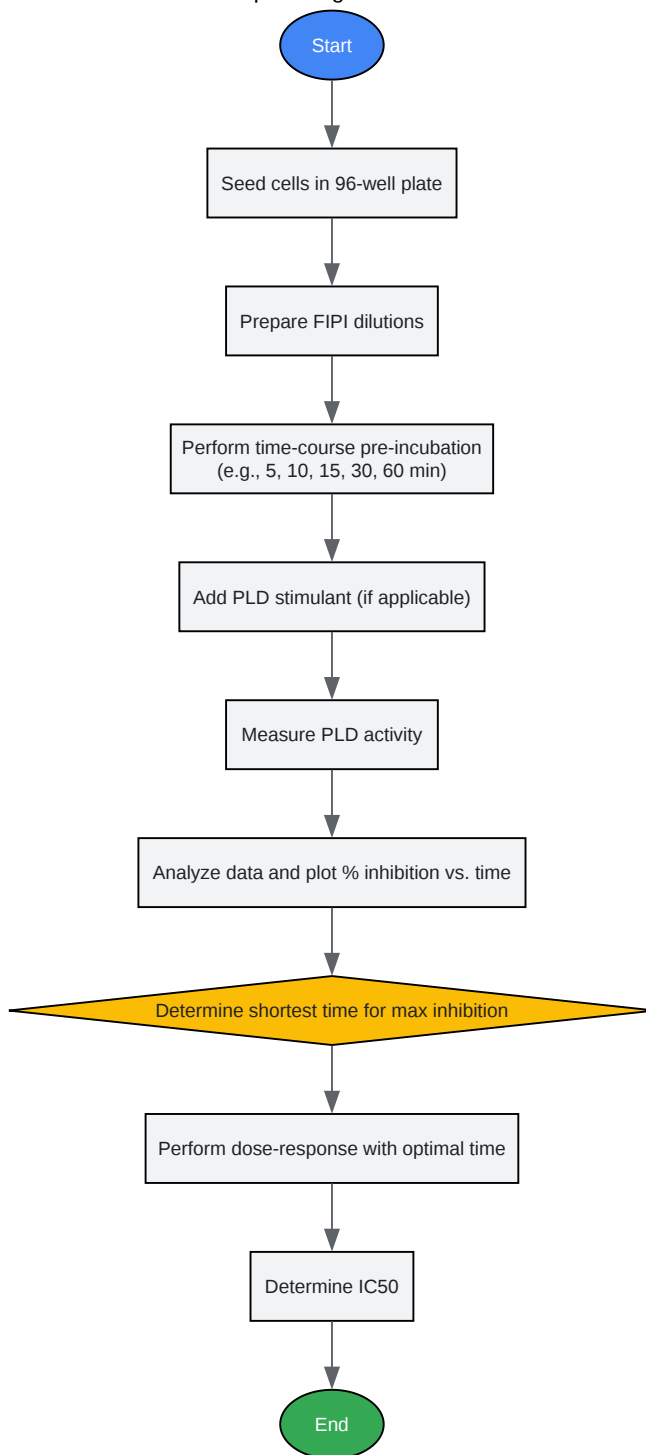 Start
Seed cells in 96-well plate
Prepare FIPI dilutions
Perform time-course pre-incubation
(e.g., 5, 10, 15, 30, 60 min)
Add PLD stimulant (if applicable)
Measure PLD activity
Analyze data and plot % inhibition vs. time
Determine shortest time for max inhibition
Perform dose-response with optimal time
Determine IC50
End